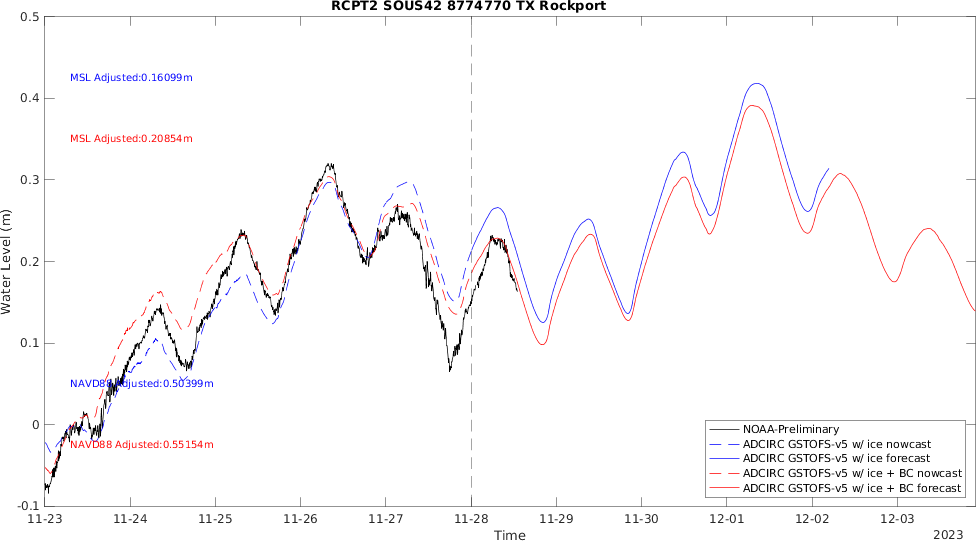 RCPT2 SOUS42 8774770 TX Rockport
0.5
0.4
0.3
0.2
0.1
0
-0.1
Water Level (m)
MSL Adjusted:0.16099m
MSL Adjusted:0.20854m
NAVD88 Adjusted:0.50399m
NAVD88 Adjusted:0.55154m
NOAA-Preliminary
ADCIRC GSTOFS-v5 w/ ice nowcast
ADCIRC GSTOFS-v5 w/ ice forecast
ADCIRC GSTOFS-v5 w/ ice + BC nowcast
ADCIRC GSTOFS-v5 w/ ice + BC forecast
11-23 11-24 11-25 11-26 11-27 11-28 11-29 11-30 12-01 12-02 12-03
Time
2023